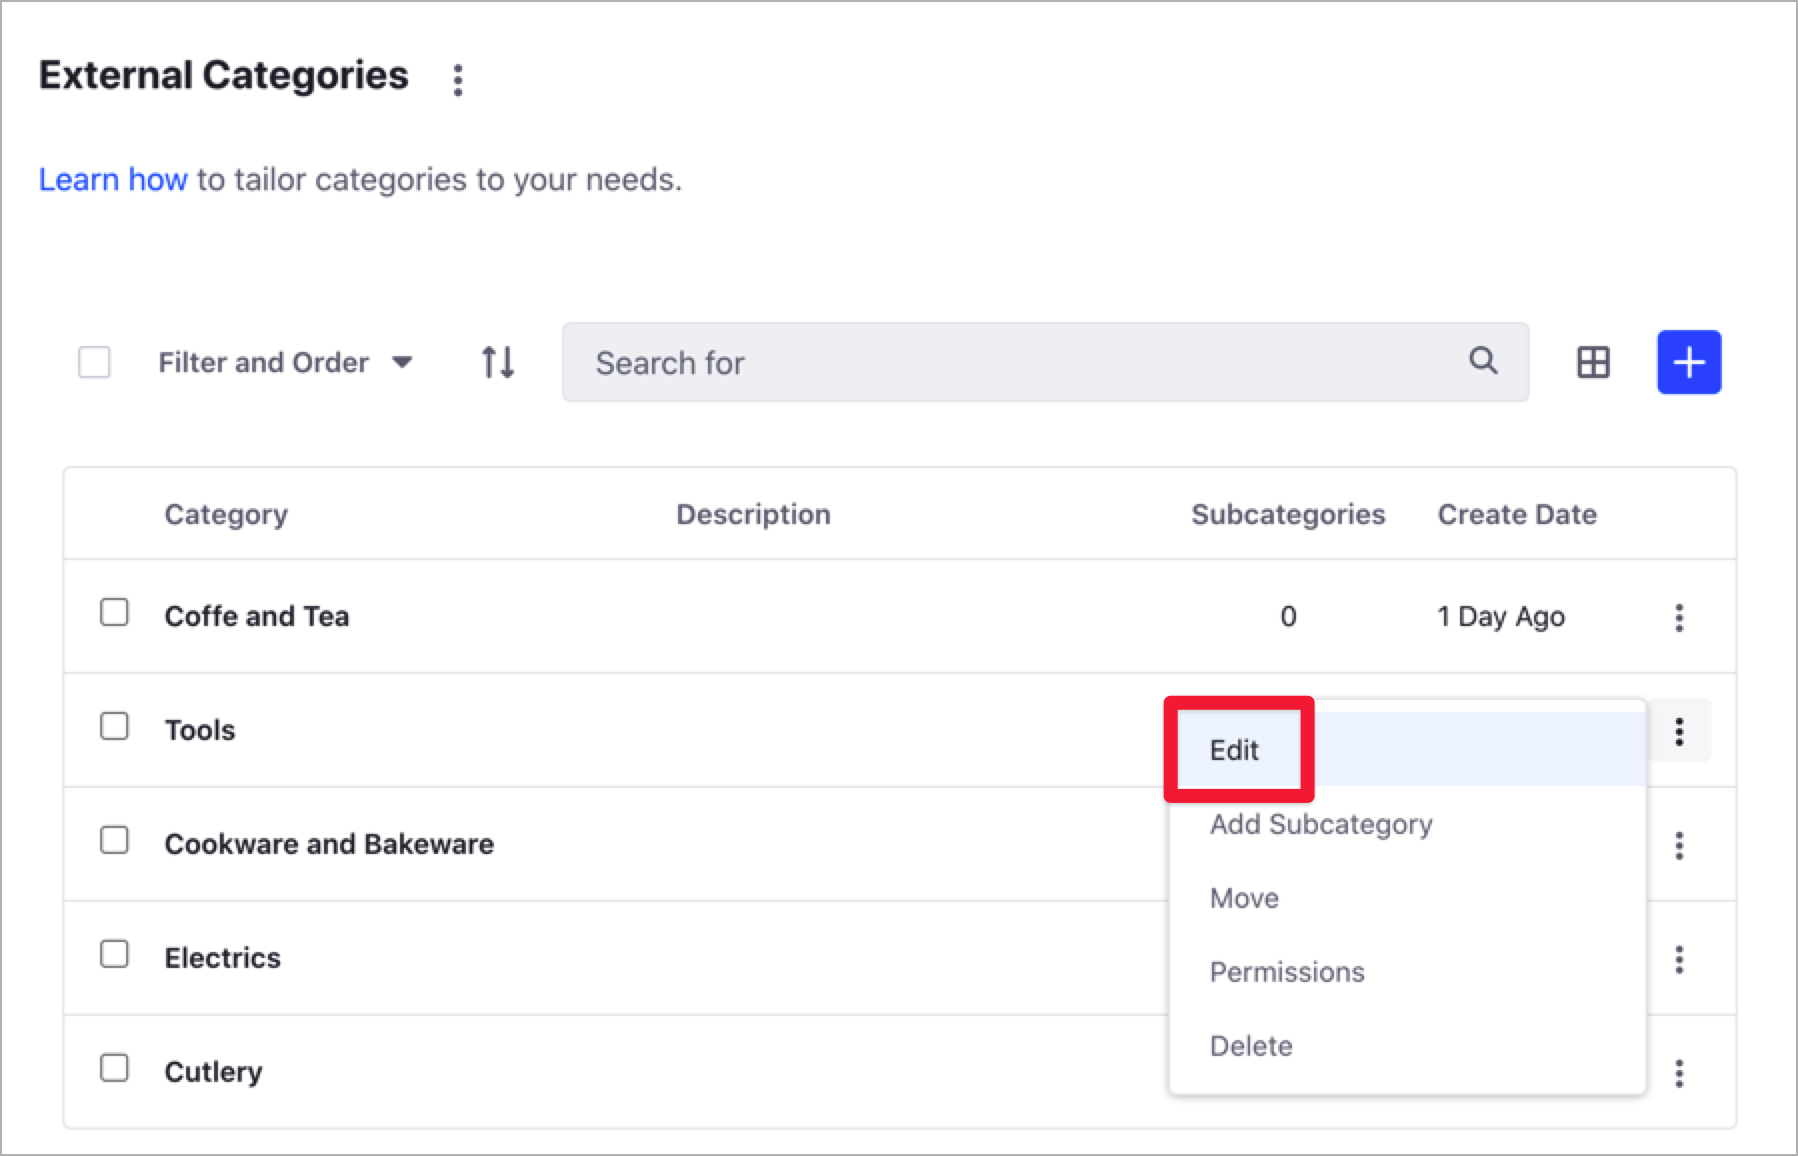 External Categories
Learn how to tailor categories to your needs.
Filter and Order
Search for
Category Description Subcategories Create Date
Coffe and Tea 0 1 Day Ago
Tools
Edit
Add Subcategory
Cookware and Bakeware
Move
Electrics
Permissions
Delete
Cutlery